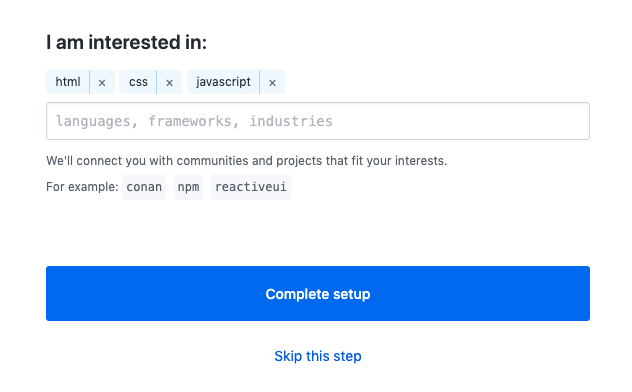 I am interested in:
html × css × javascript ×
languages, frameworks, industries
We'll connect you with communities and projects that fit your interests.
For example: conan npm reactiveui
Complete setup
Skip this step